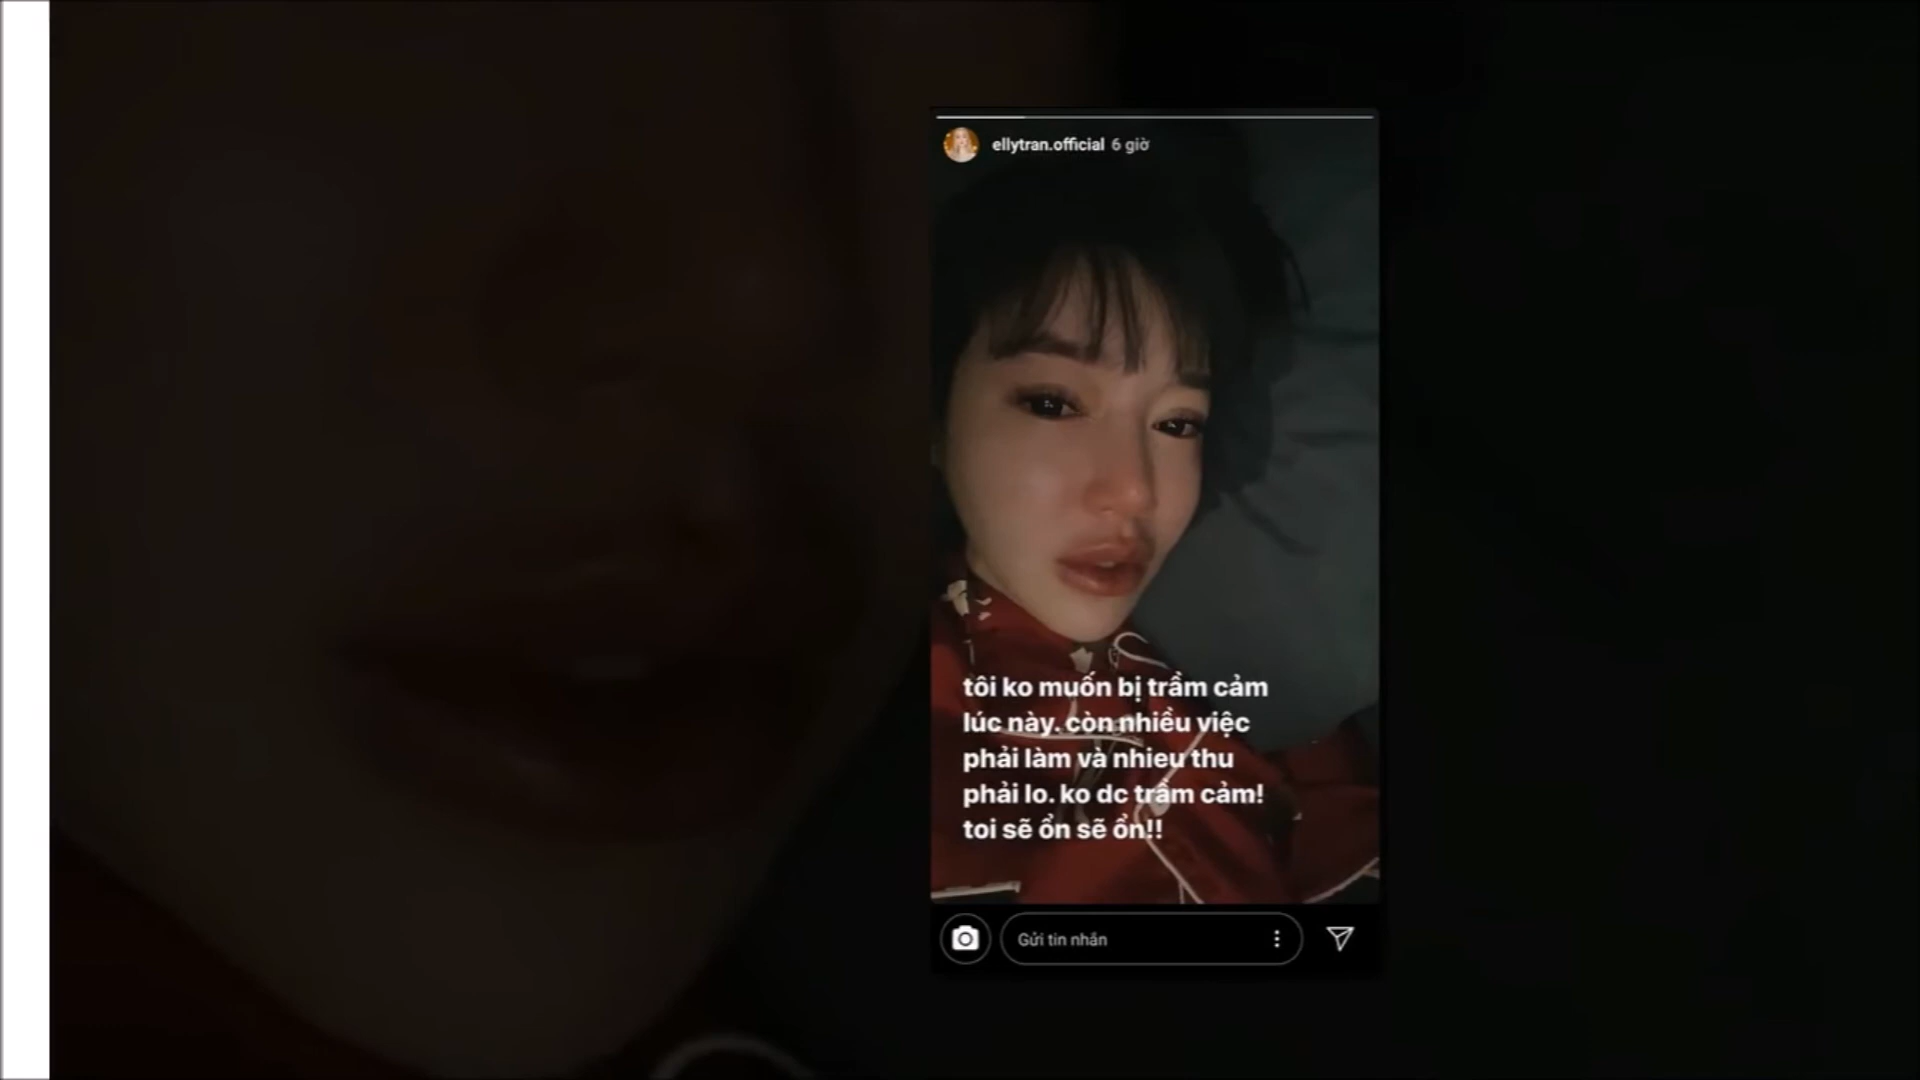 ellytran.official 6 giờ
tôi ko muốn bị trầm cảm
lúc này. còn nhiều việc
phải làm và nhieu thu
phải lo. ko dc trầm cảm!
toi sẽ ổn sẽ ổn!!
Gửi tin nhắn